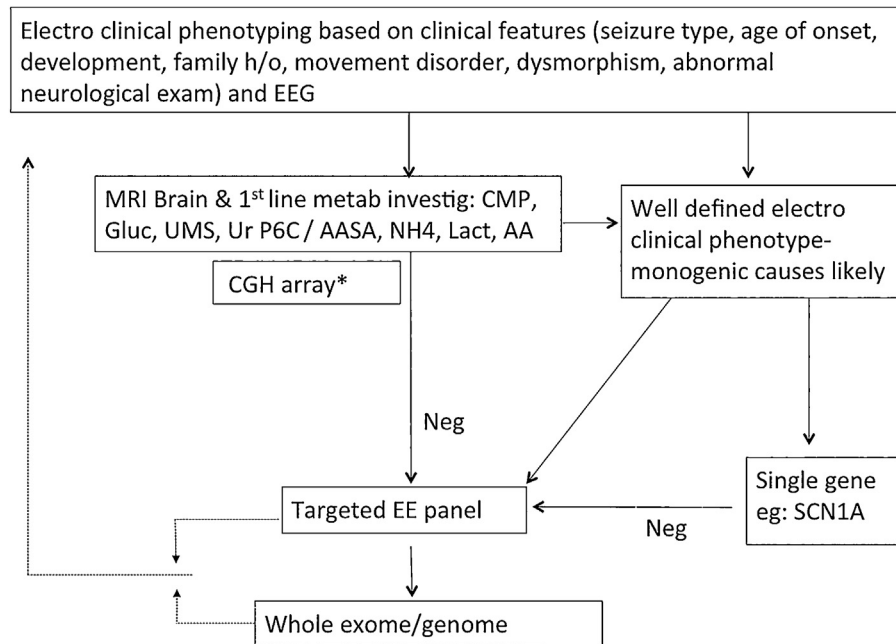 Electro clinical phenotyping based on clinical features (seizure type, age of onset,
development, family h/o, movement disorder, dysmorphism, abnormal
neurological exam) and EEG
MRI Brain & 1st line metab investig: CMP,
Gluc, UMS, Ur P6C / AASA, NH4, Lact, AA
Well defined electro
clinical phenotype-
monogenic causes likely
CGH array*
Neg
Single gene
eg: SCN1A
Targeted EE panel
Neg
Whole exome/genome